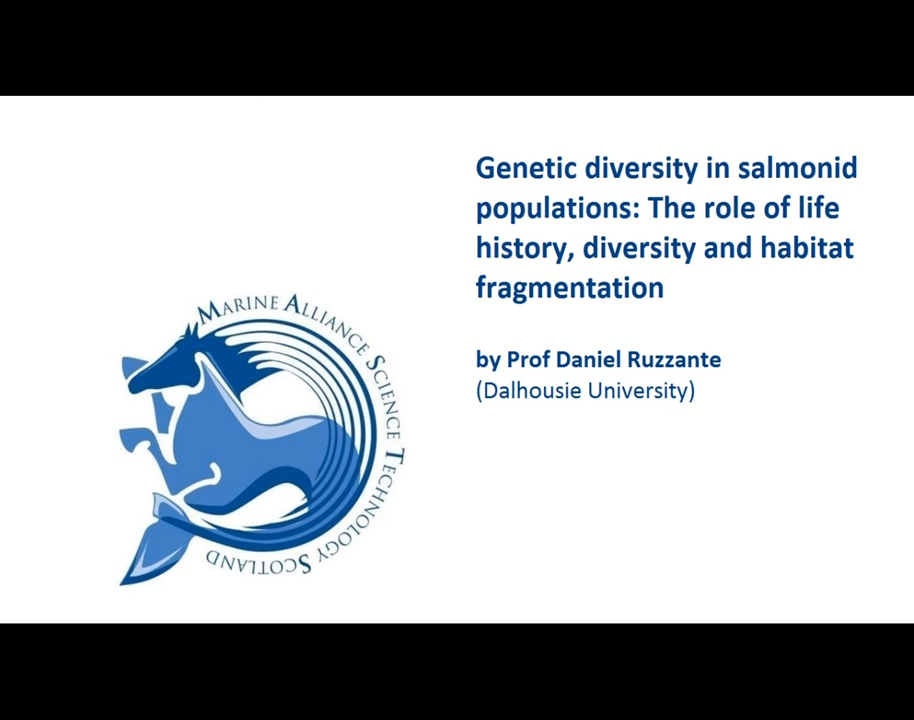 Genetic diversity in salmonid
populations: The role of life
history, diversity and habitat
fragmentation
by Prof Daniel Ruzzante
(Dalhousie University)
MARINE ALLIANCE SCIENCE TECHNOLOGY SCOTLAND